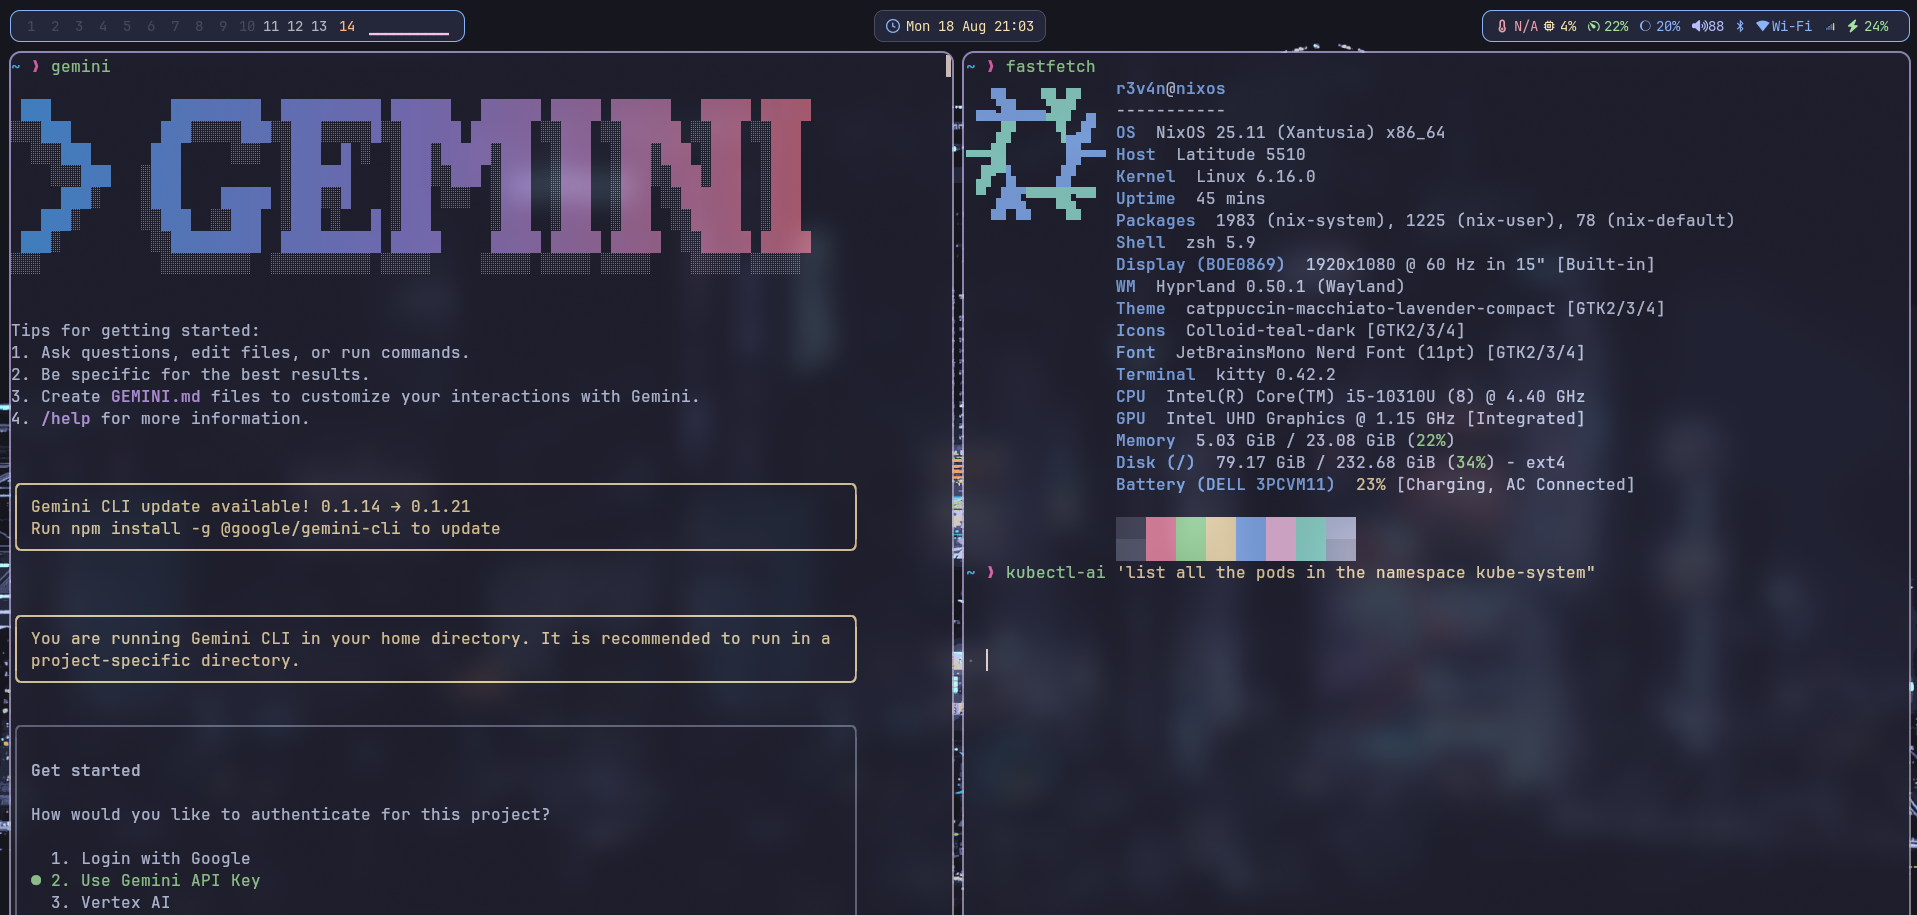 1 2 3 4 5 6 7 8 9 10 11 12 13 14
Mon 18 Aug 21:03
N/A 4% 22% 20% 88 Wi-Fi 24%
~ ❱ gemini
GEMINI
Tips for getting started:
1. Ask questions, edit files, or run commands.
2. Be specific for the best results.
3. Create GEMINI.md files to customize your interactions with Gemini.
4. /help for more information.
Gemini CLI update available! 0.1.14 → 0.1.21
Run npm install -g @google/gemini-cli to update
You are running Gemini CLI in your home directory. It is recommended to run in a
project-specific directory.
Get started
How would you like to authenticate for this project?
1. Login with Google
● 2. Use Gemini API Key
3. Vertex AI
~ ❱ fastfetch
r3v4n@nixos
-----------
OS  NixOS 25.11 (Xantusia) x86_64
Host  Latitude 5510
Kernel  Linux 6.16.0
Uptime  45 mins
Packages  1983 (nix-system), 1225 (nix-user), 78 (nix-default)
Shell  zsh 5.9
Display (BOE0869)  1920x1080 @ 60 Hz in 15" [Built-in]
WM  Hyprland 0.50.1 (Wayland)
Theme  catppuccin-macchiato-lavender-compact [GTK2/3/4]
Icons  Colloid-teal-dark [GTK2/3/4]
Font  JetBrainsMono Nerd Font (11pt) [GTK2/3/4]
Terminal  kitty 0.42.2
CPU  Intel(R) Core(TM) i5-10310U (8) @ 4.40 GHz
GPU  Intel UHD Graphics @ 1.15 GHz [Integrated]
Memory  5.03 GiB / 23.08 GiB (22%)
Disk (/)  79.17 GiB / 232.68 GiB (34%) - ext4
Battery (DELL 3PCVM11)  23% [Charging, AC Connected]
~ ❱ kubectl-ai 'list all the pods in the namespace kube-system"